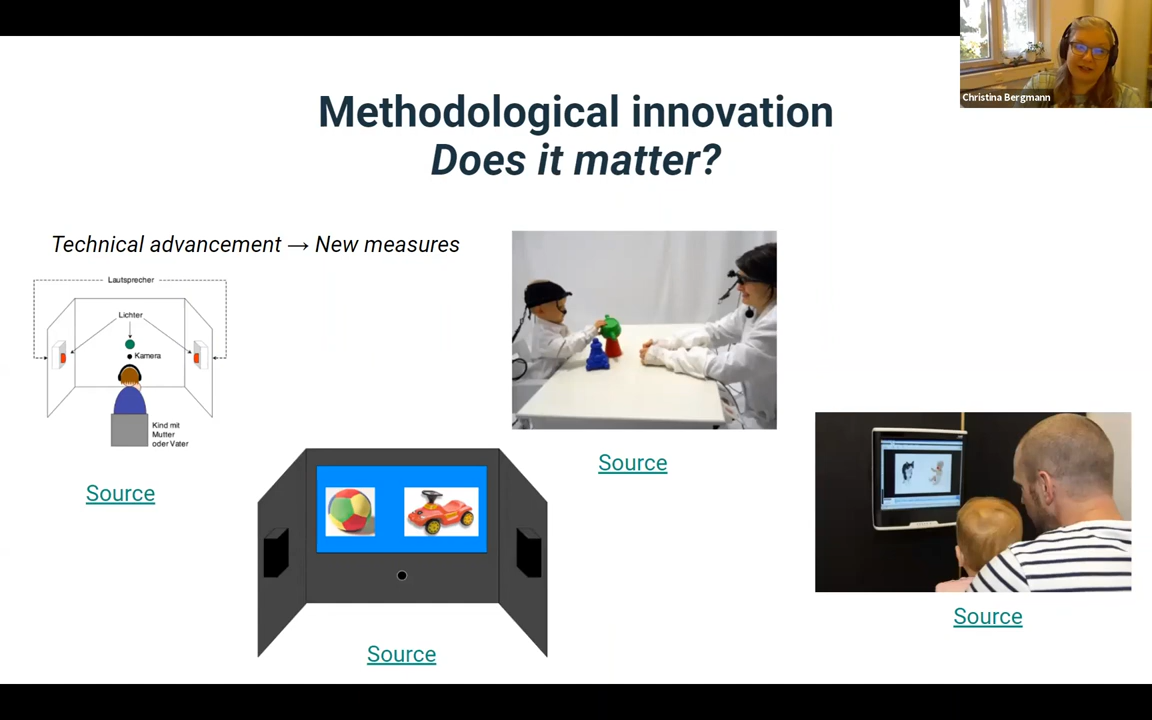 Christina Bergmann
Methodological innovation
Does it matter?
Technical advancement → New measures
Lautsprecher
Lichter
Kamera
Kind mit
Mutter
oder Vater
Source
Source
Source
Source